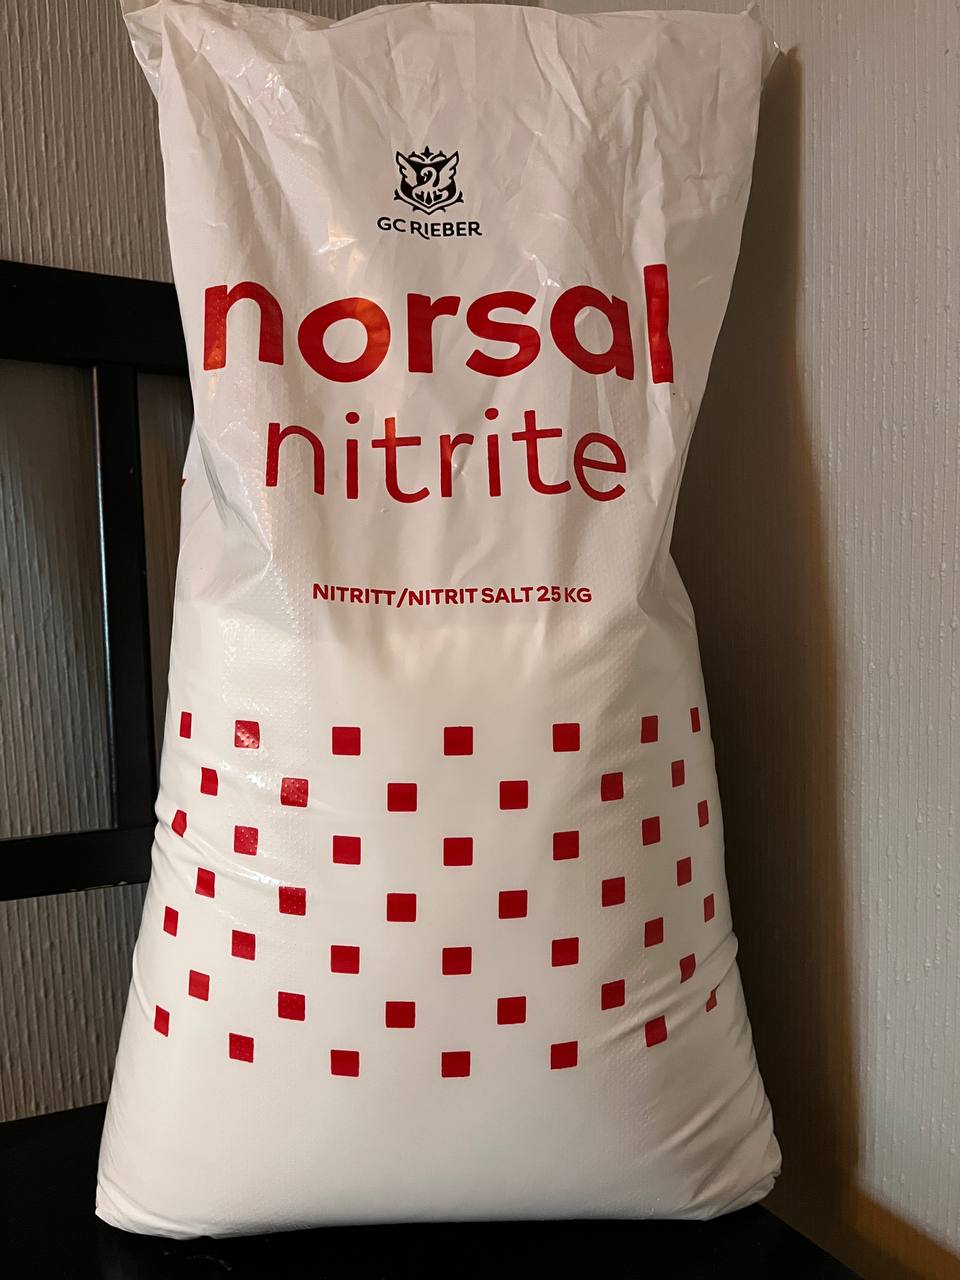 GC RIEBER
norsal
nitrite
NITRITT/NITRIT SALT 25 KG